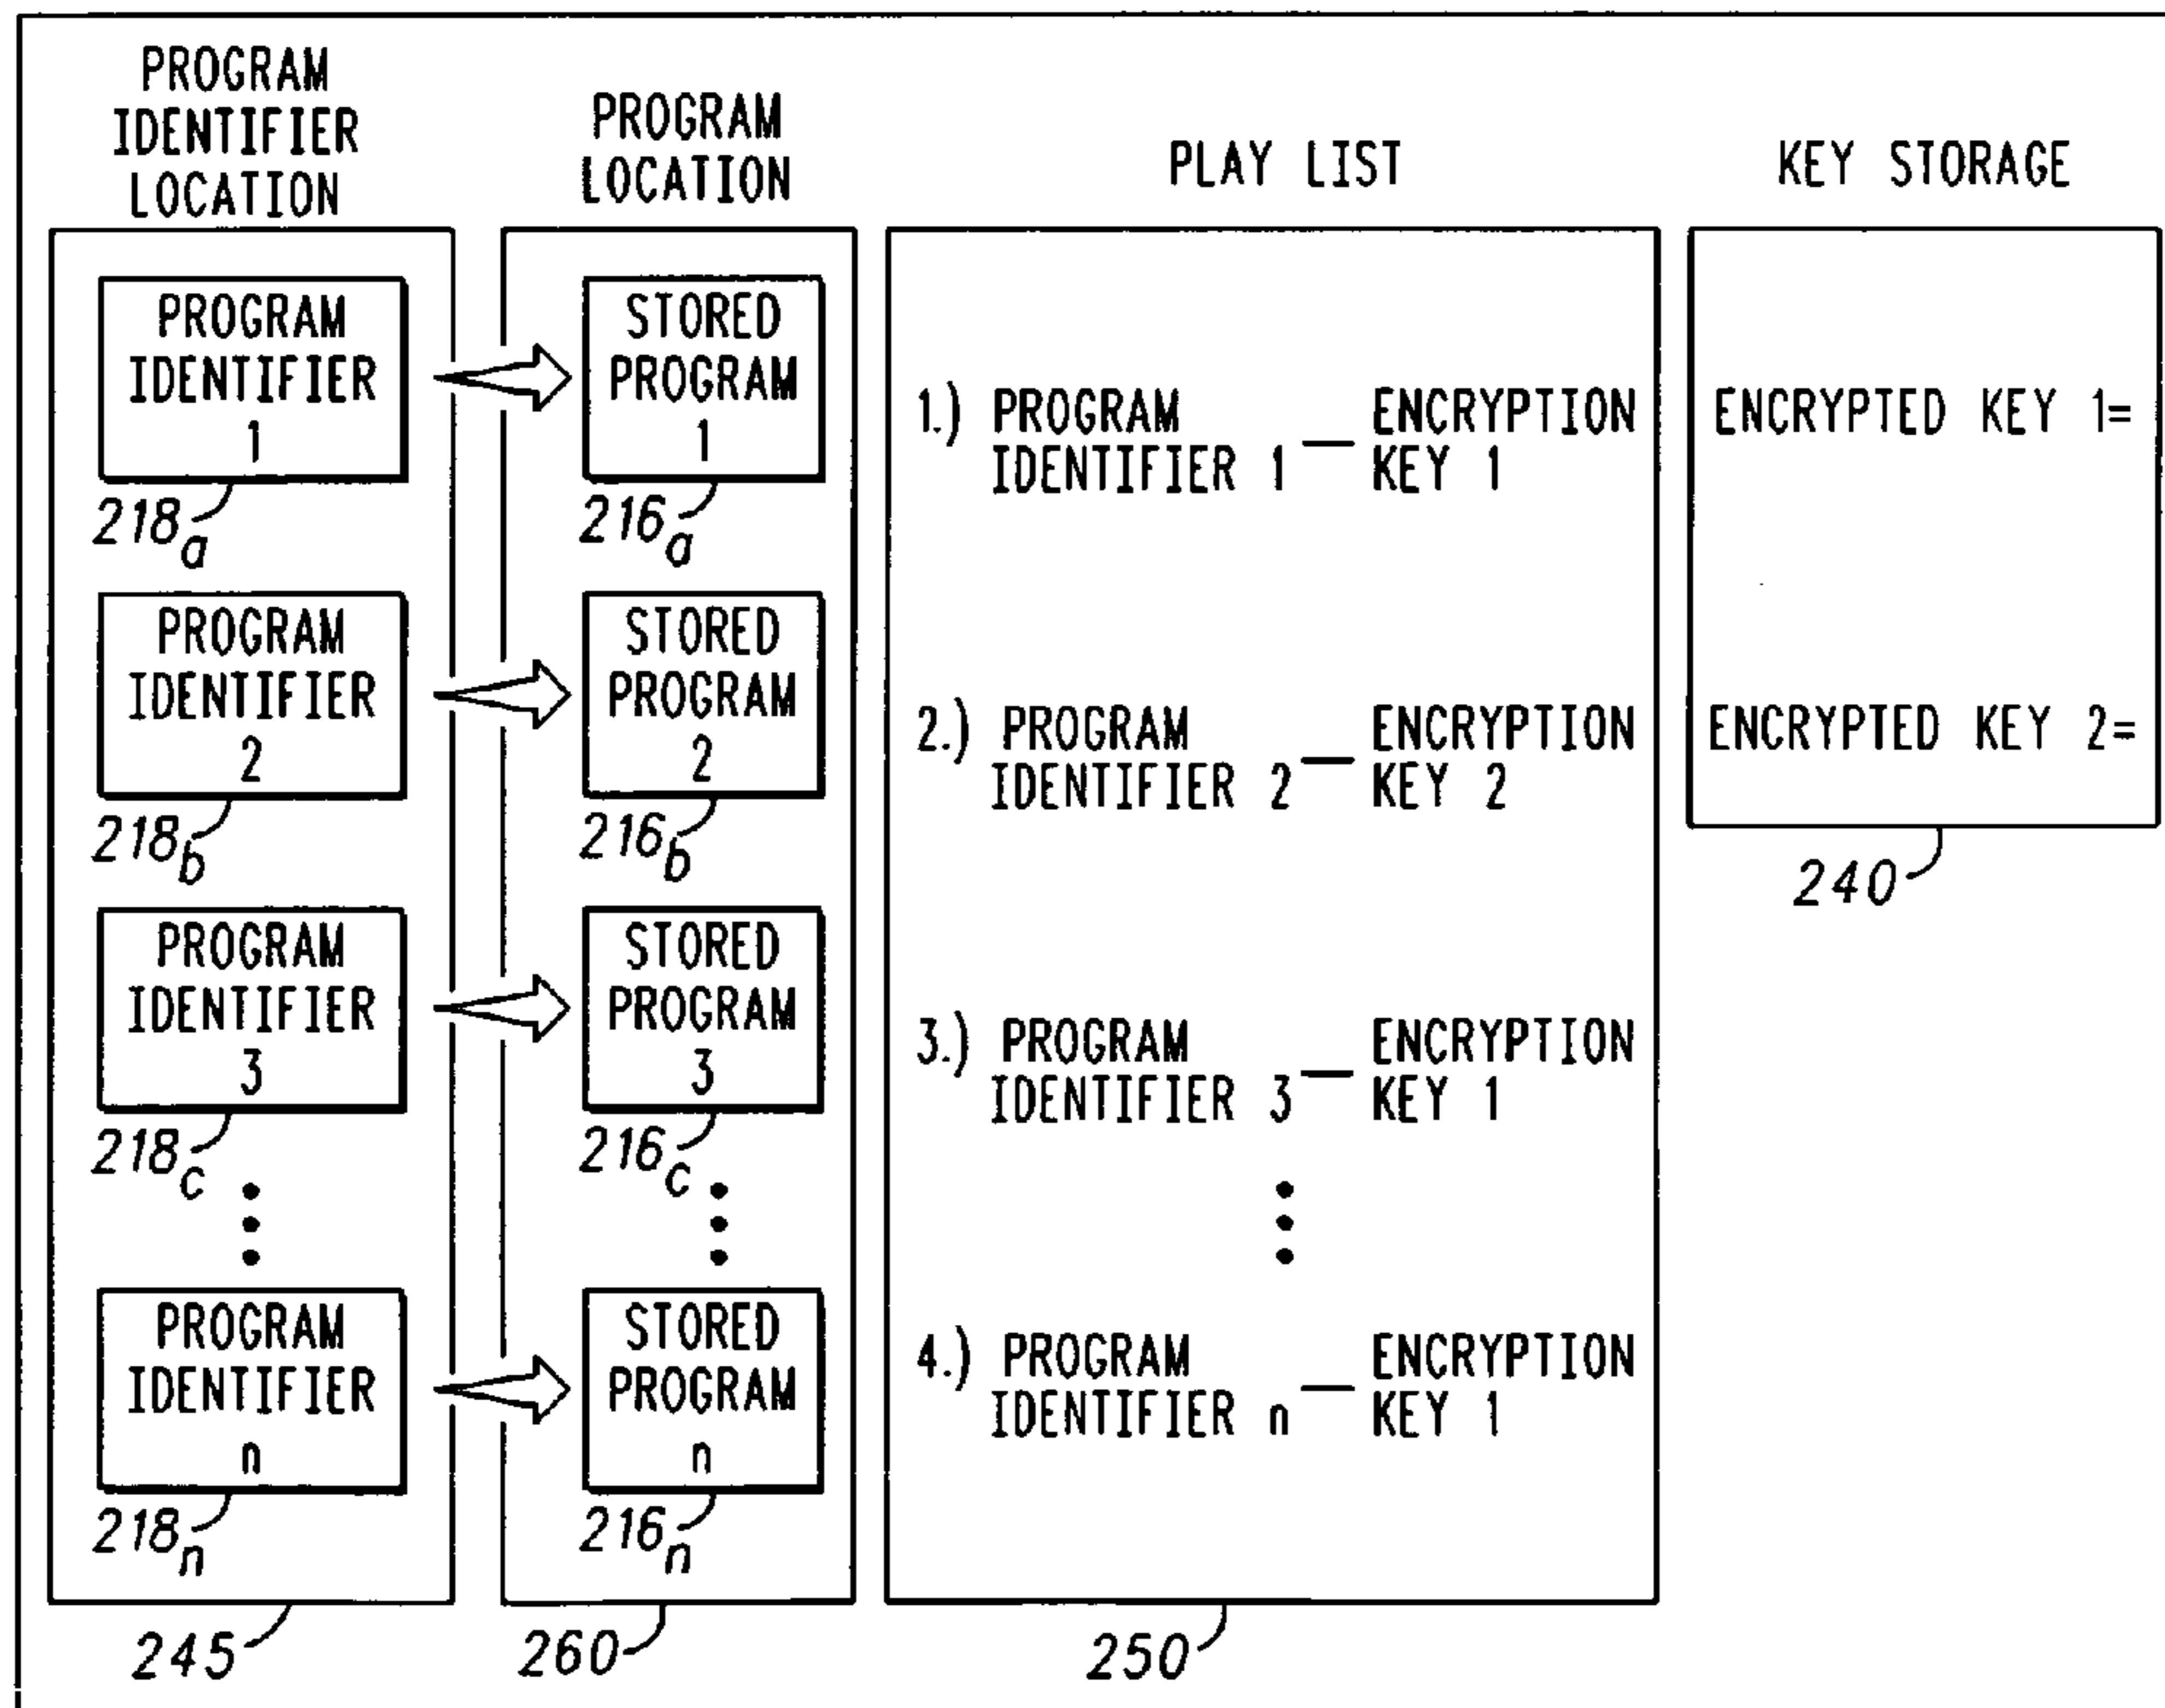 PROGRAM
IDENTIFIER
LOCATION
PROGRAM
IDENTIFIER
1
218a
PROGRAM
IDENTIFIER
2
218b
PROGRAM
IDENTIFIER
3
218c
PROGRAM
IDENTIFIER
n
218n
245
PROGRAM
LOCATION
STORED
PROGRAM
1
216a
STORED
PROGRAM
2
216b
STORED
PROGRAM
3
216c
STORED
PROGRAM
n
216n
260
PLAY LIST
1.) PROGRAM
IDENTIFIER 1 — ENCRYPTION
KEY 1
2.) PROGRAM
IDENTIFIER 2 — ENCRYPTION
KEY 2
3.) PROGRAM
IDENTIFIER 3 — ENCRYPTION
KEY 1
4.) PROGRAM
IDENTIFIER n — ENCRYPTION
KEY 1
250
KEY STORAGE
ENCRYPTED KEY 1=
ENCRYPTED KEY 2=
240